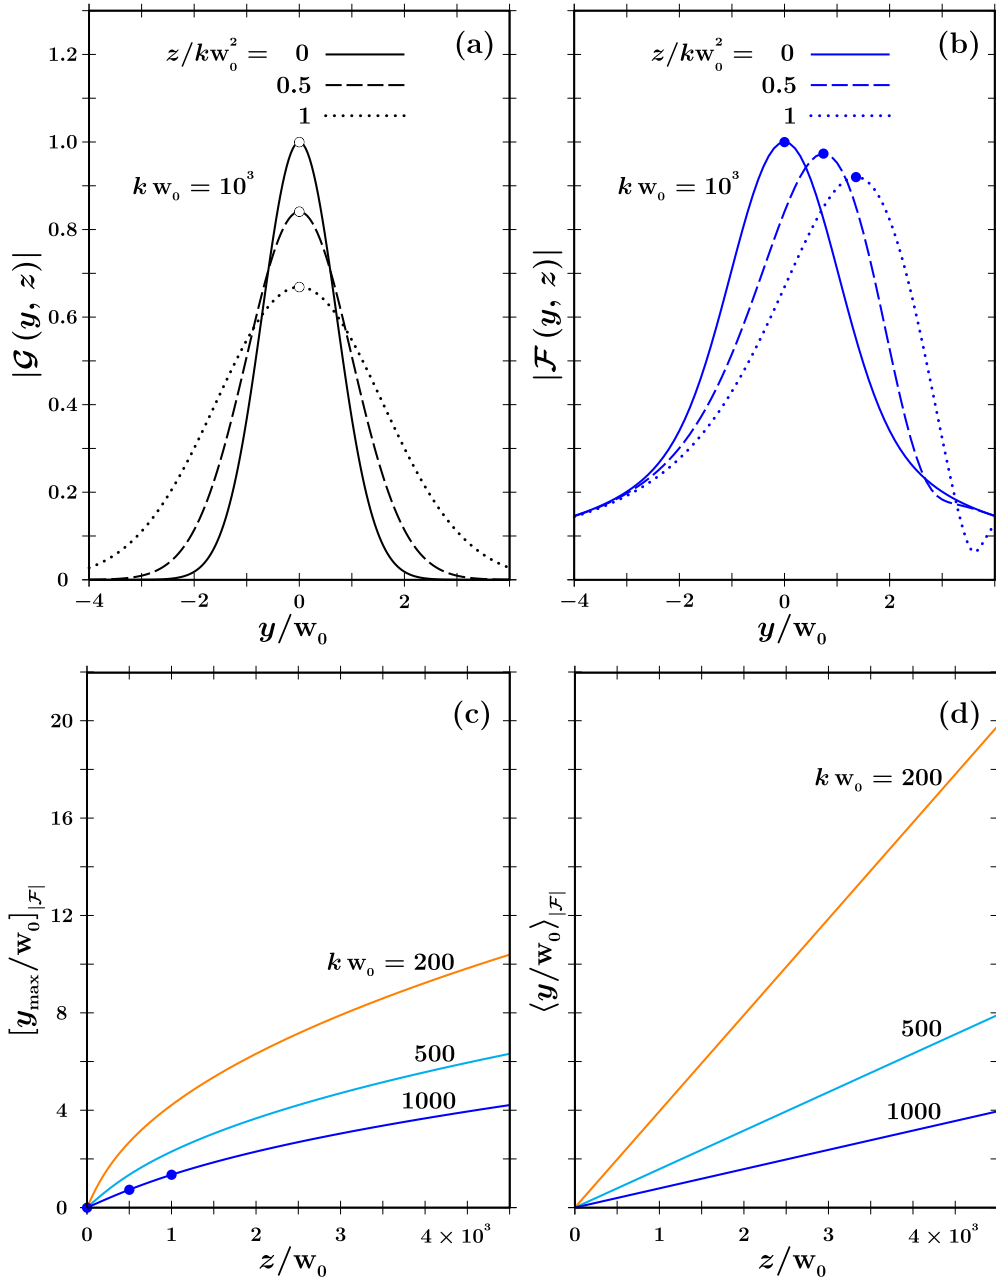 z/kw₀² = 0
0.5
1
(a)
k w₀ = 10³
|𝒢 (y, z)|
1.2
1.0
0.8
0.6
0.4
0.2
0
−4
−2
0
2
y/w₀
z/kw₀² = 0
0.5
1
(b)
k w₀ = 10³
|ℱ (y, z)|
−4
−2
0
2
y/w₀
(c)
[y_max/w₀]_|ℱ|
20
16
12
8
4
0
k w₀ = 200
500
1000
0
1
2
3
4 × 10³
z/w₀
(d)
⟨y/w₀⟩_|ℱ|
k w₀ = 200
500
1000
0
1
2
3
4 × 10³
z/w₀